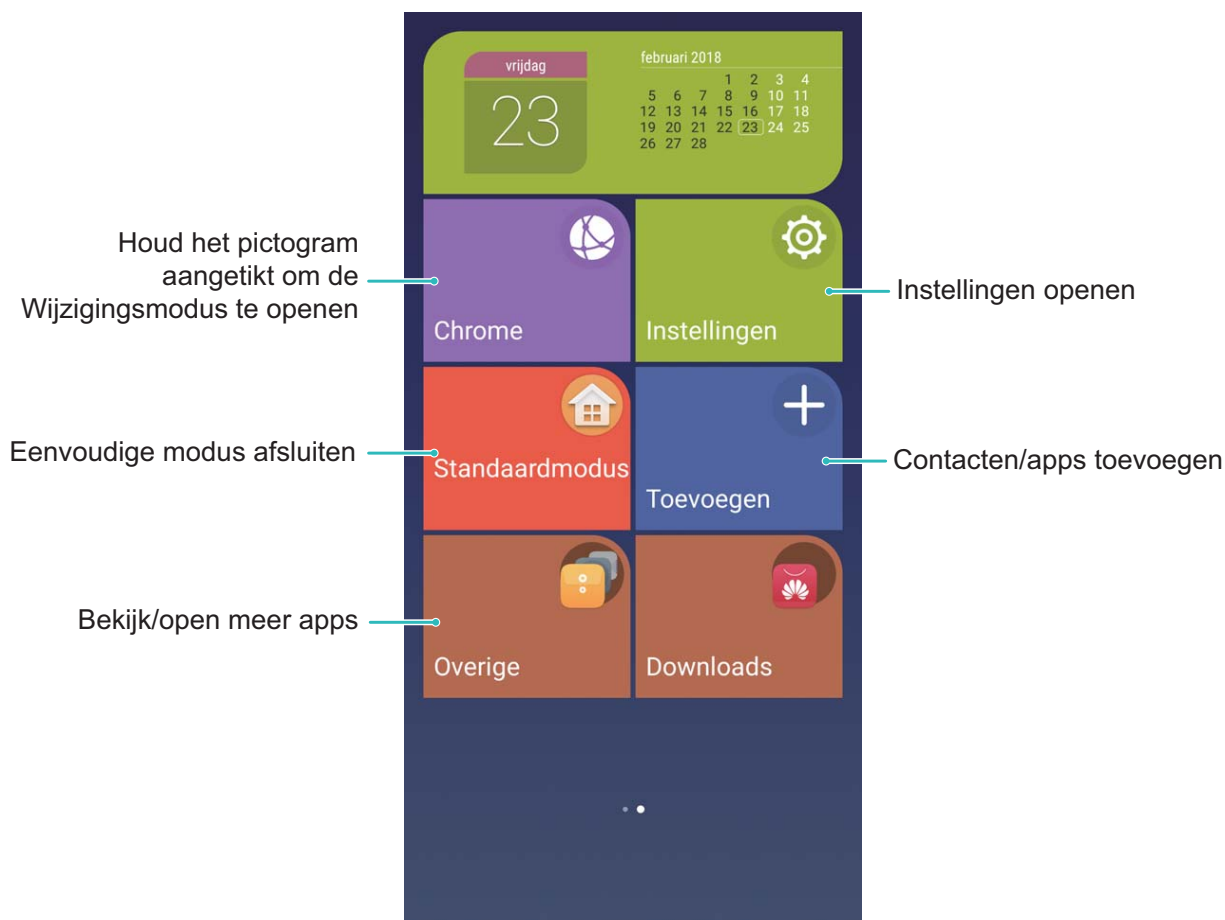 vrijdag
23
februari 2018
1 2 3 4
5 6 7 8 9 10 11
12 13 14 15 16 17 18
19 20 21 22 23 24 25
26 27 28
Houd het pictogram
aangetikt om de
Wijzigingsmodus te openen
Chrome
Instellingen
Instellingen openen
Eenvoudige modus afsluiten
Standaardmodus
Toevoegen
Contacten/apps toevoegen
Bekijk/open meer apps
Overige
Downloads